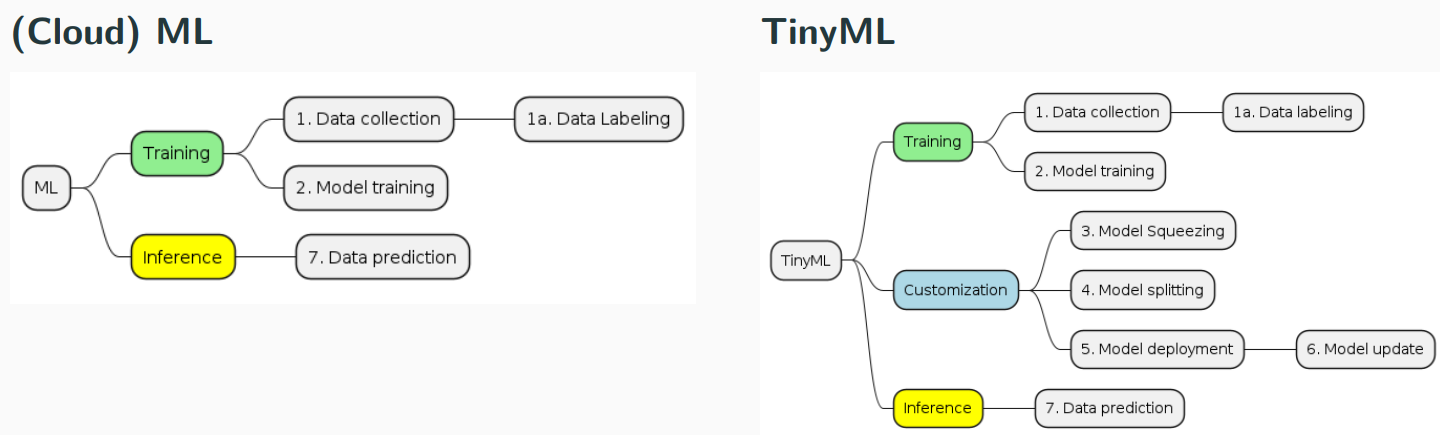 (Cloud) ML
ML
Training
1. Data collection
1a. Data Labeling
2. Model training
Inference
7. Data prediction
TinyML
TinyML
Training
1. Data collection
1a. Data labeling
2. Model training
Customization
3. Model Squeezing
4. Model splitting
5. Model deployment
6. Model update
Inference
7. Data prediction